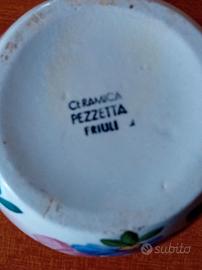 CERAMICA
PEZZETTA
FRIULI
subito